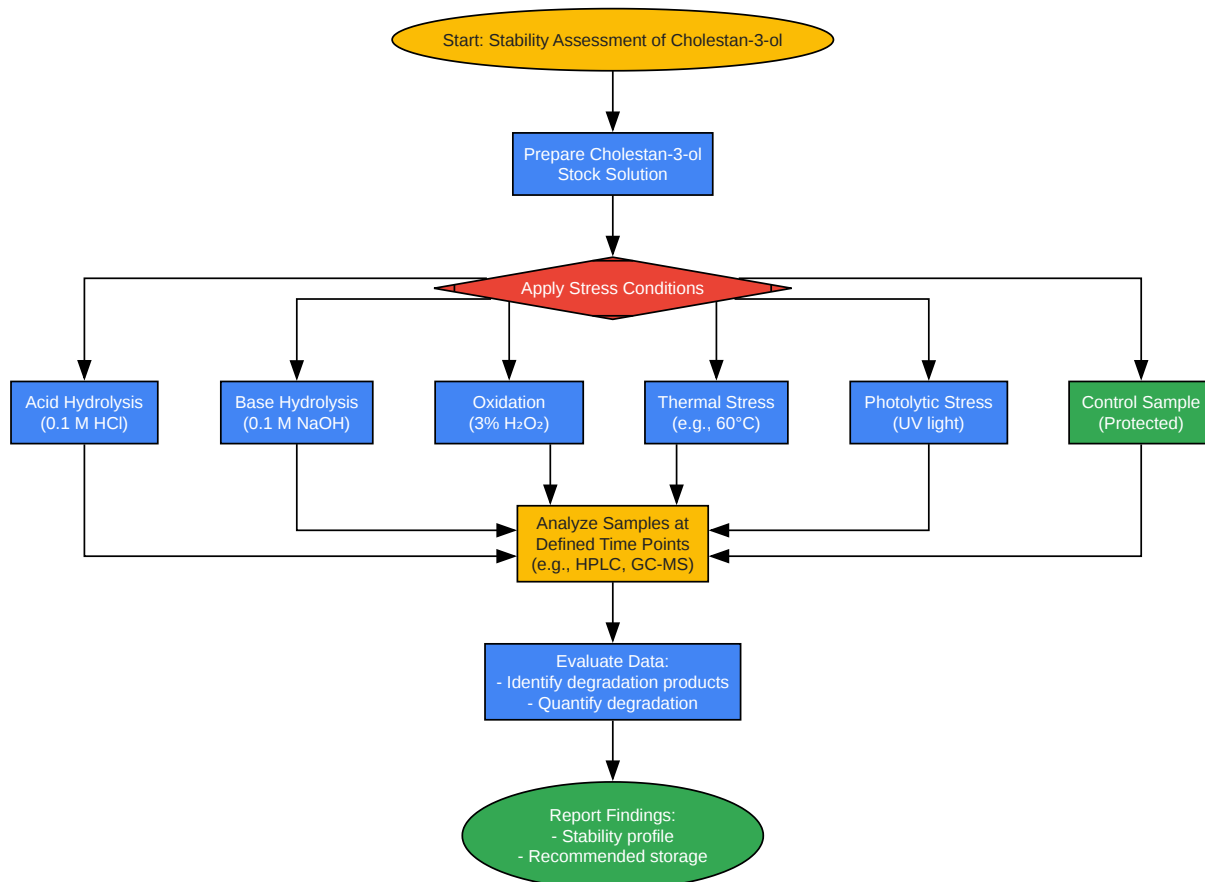 Start: Stability Assessment of Cholestan-3-ol
Prepare Cholestan-3-ol
Stock Solution
Apply Stress Conditions
Acid Hydrolysis
(0.1 M HCl)
Base Hydrolysis
(0.1 M NaOH)
Oxidation
(3% H₂O₂)
Thermal Stress
(e.g., 60°C)
Photolytic Stress
(UV light)
Control Sample
(Protected)
Analyze Samples at
Defined Time Points
(e.g., HPLC, GC-MS)
Evaluate Data:
- Identify degradation products
- Quantify degradation
Report Findings:
- Stability profile
- Recommended storage